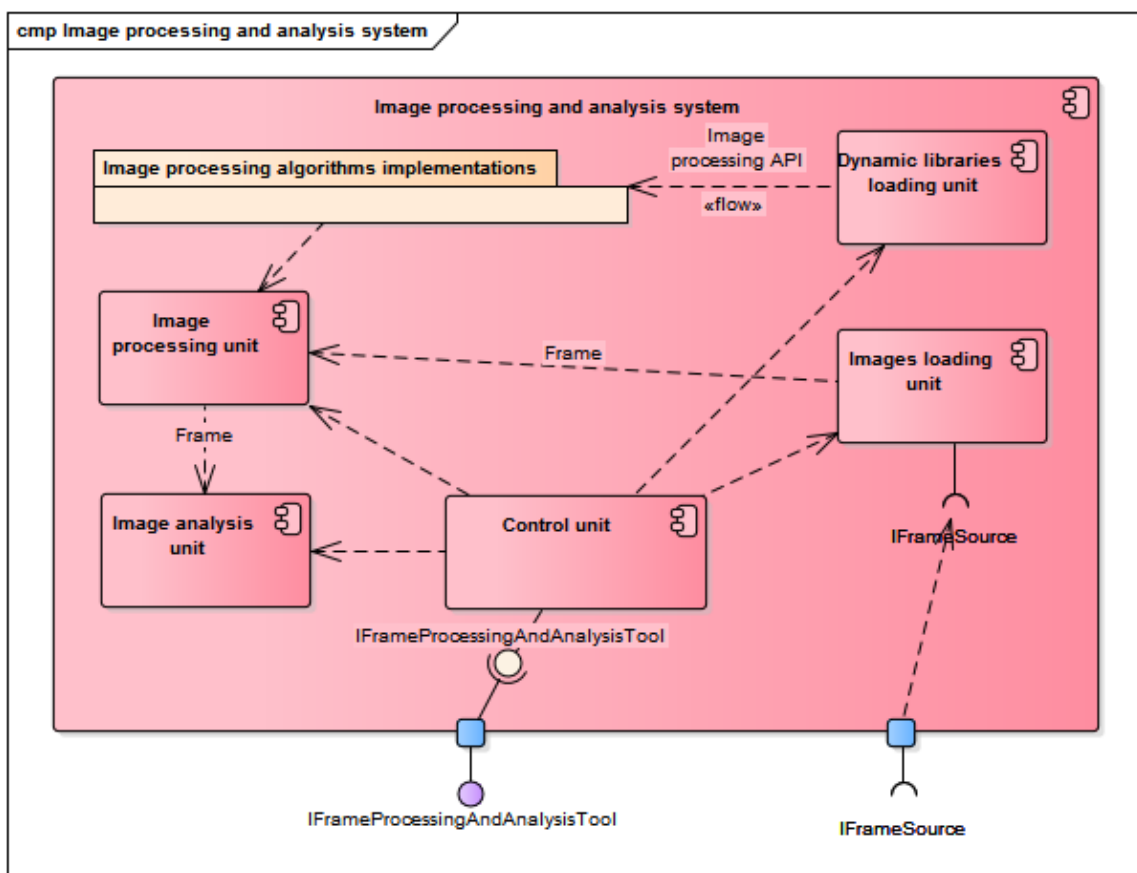 cmp Image processing and analysis system
Image processing and analysis system
Image
processing API
«flow»
Image processing algorithms implementations
Dynamic libraries
loading unit
Image
processing unit
Frame
Images loading
unit
Frame
Image analysis
unit
Control unit
IFrameSource
IFrameProcessingAndAnalysisTool
IFrameProcessingAndAnalysisTool
IFrameSource